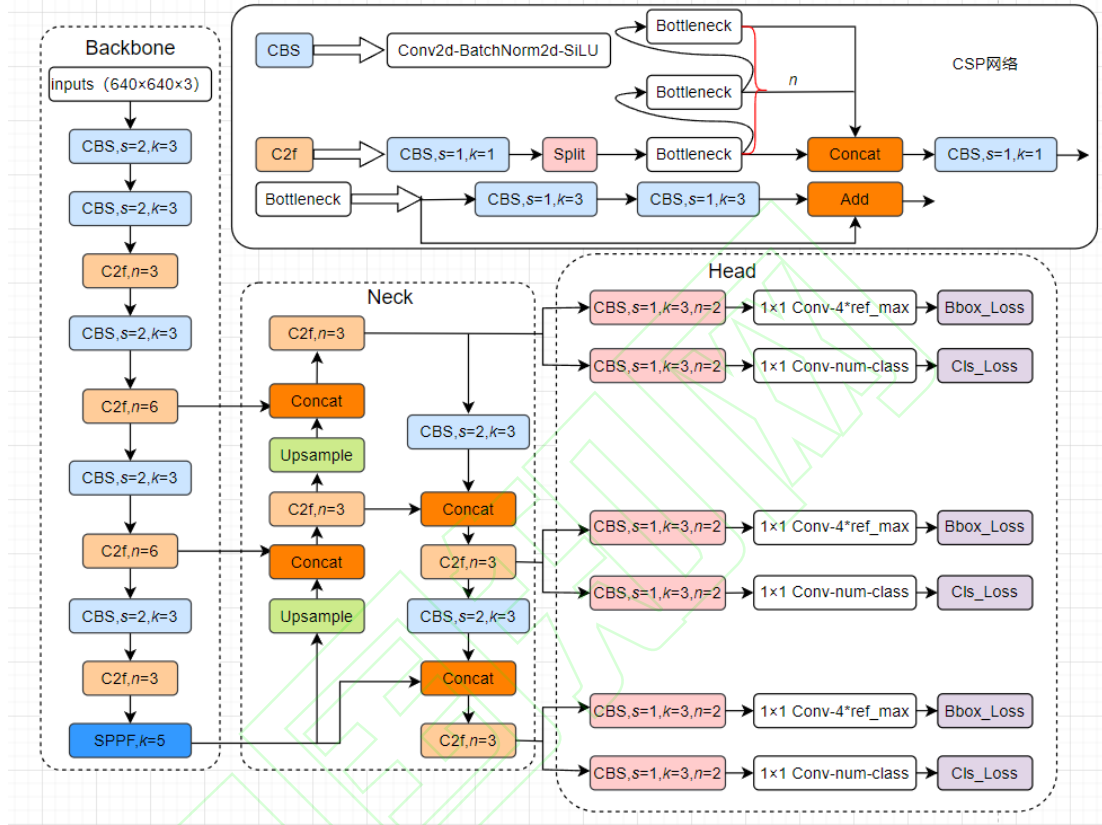 Backbone
inputs（640×640×3）
CBS,s=2,k=3
CBS,s=2,k=3
C2f,n=3
CBS,s=2,k=3
C2f,n=6
CBS,s=2,k=3
C2f,n=6
CBS,s=2,k=3
C2f,n=3
SPPF,k=5
CBS
Conv2d-BatchNorm2d-SiLU
Bottleneck
Bottleneck
n
CSP网络
C2f
CBS,s=1,k=1
Split
Bottleneck
Concat
CBS,s=1,k=1
Bottleneck
CBS,s=1,k=3
CBS,s=1,k=3
Add
Neck
C2f,n=3
Concat
Upsample
C2f,n=3
Concat
Upsample
CBS,s=2,k=3
Concat
C2f,n=3
CBS,s=2,k=3
Concat
C2f,n=3
Head
CBS,s=1,k=3,n=2
1×1 Conv-4*ref_max
Bbox_Loss
CBS,s=1,k=3,n=2
1×1 Conv-num-class
Cls_Loss
CBS,s=1,k=3,n=2
1×1 Conv-4*ref_max
Bbox_Loss
CBS,s=1,k=3,n=2
1×1 Conv-num-class
Cls_Loss
CBS,s=1,k=3,n=2
1×1 Conv-4*ref_max
Bbox_Loss
CBS,s=1,k=3,n=2
1×1 Conv-num-class
Cls_Loss